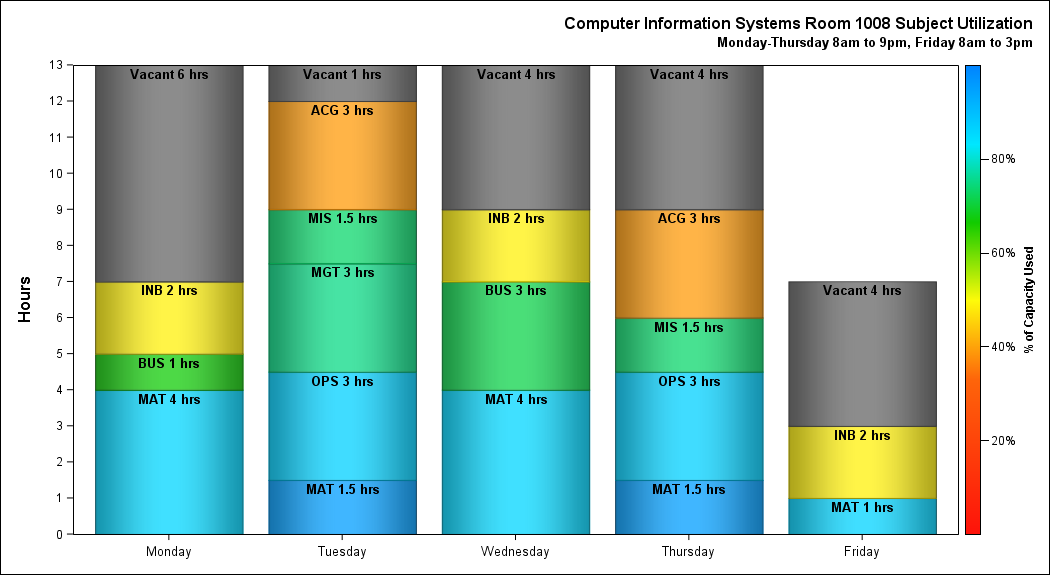 Computer Information Systems Room 1008 Subject Utilization
Monday-Thursday 8am to 9pm, Friday 8am to 3pm
Hours
13
12
11
10
9
8
7
6
5
4
3
2
1
0
Vacant 6 hrs
INB 2 hrs
BUS 1 hrs
MAT 4 hrs
Vacant 1 hrs
ACG 3 hrs
MIS 1.5 hrs
MGT 3 hrs
OPS 3 hrs
MAT 1.5 hrs
Vacant 4 hrs
INB 2 hrs
BUS 3 hrs
MAT 4 hrs
Vacant 4 hrs
ACG 3 hrs
MIS 1.5 hrs
OPS 3 hrs
MAT 1.5 hrs
Vacant 4 hrs
INB 2 hrs
MAT 1 hrs
Monday
Tuesday
Wednesday
Thursday
Friday
80%
60%
40%
20%
% of Capacity Used